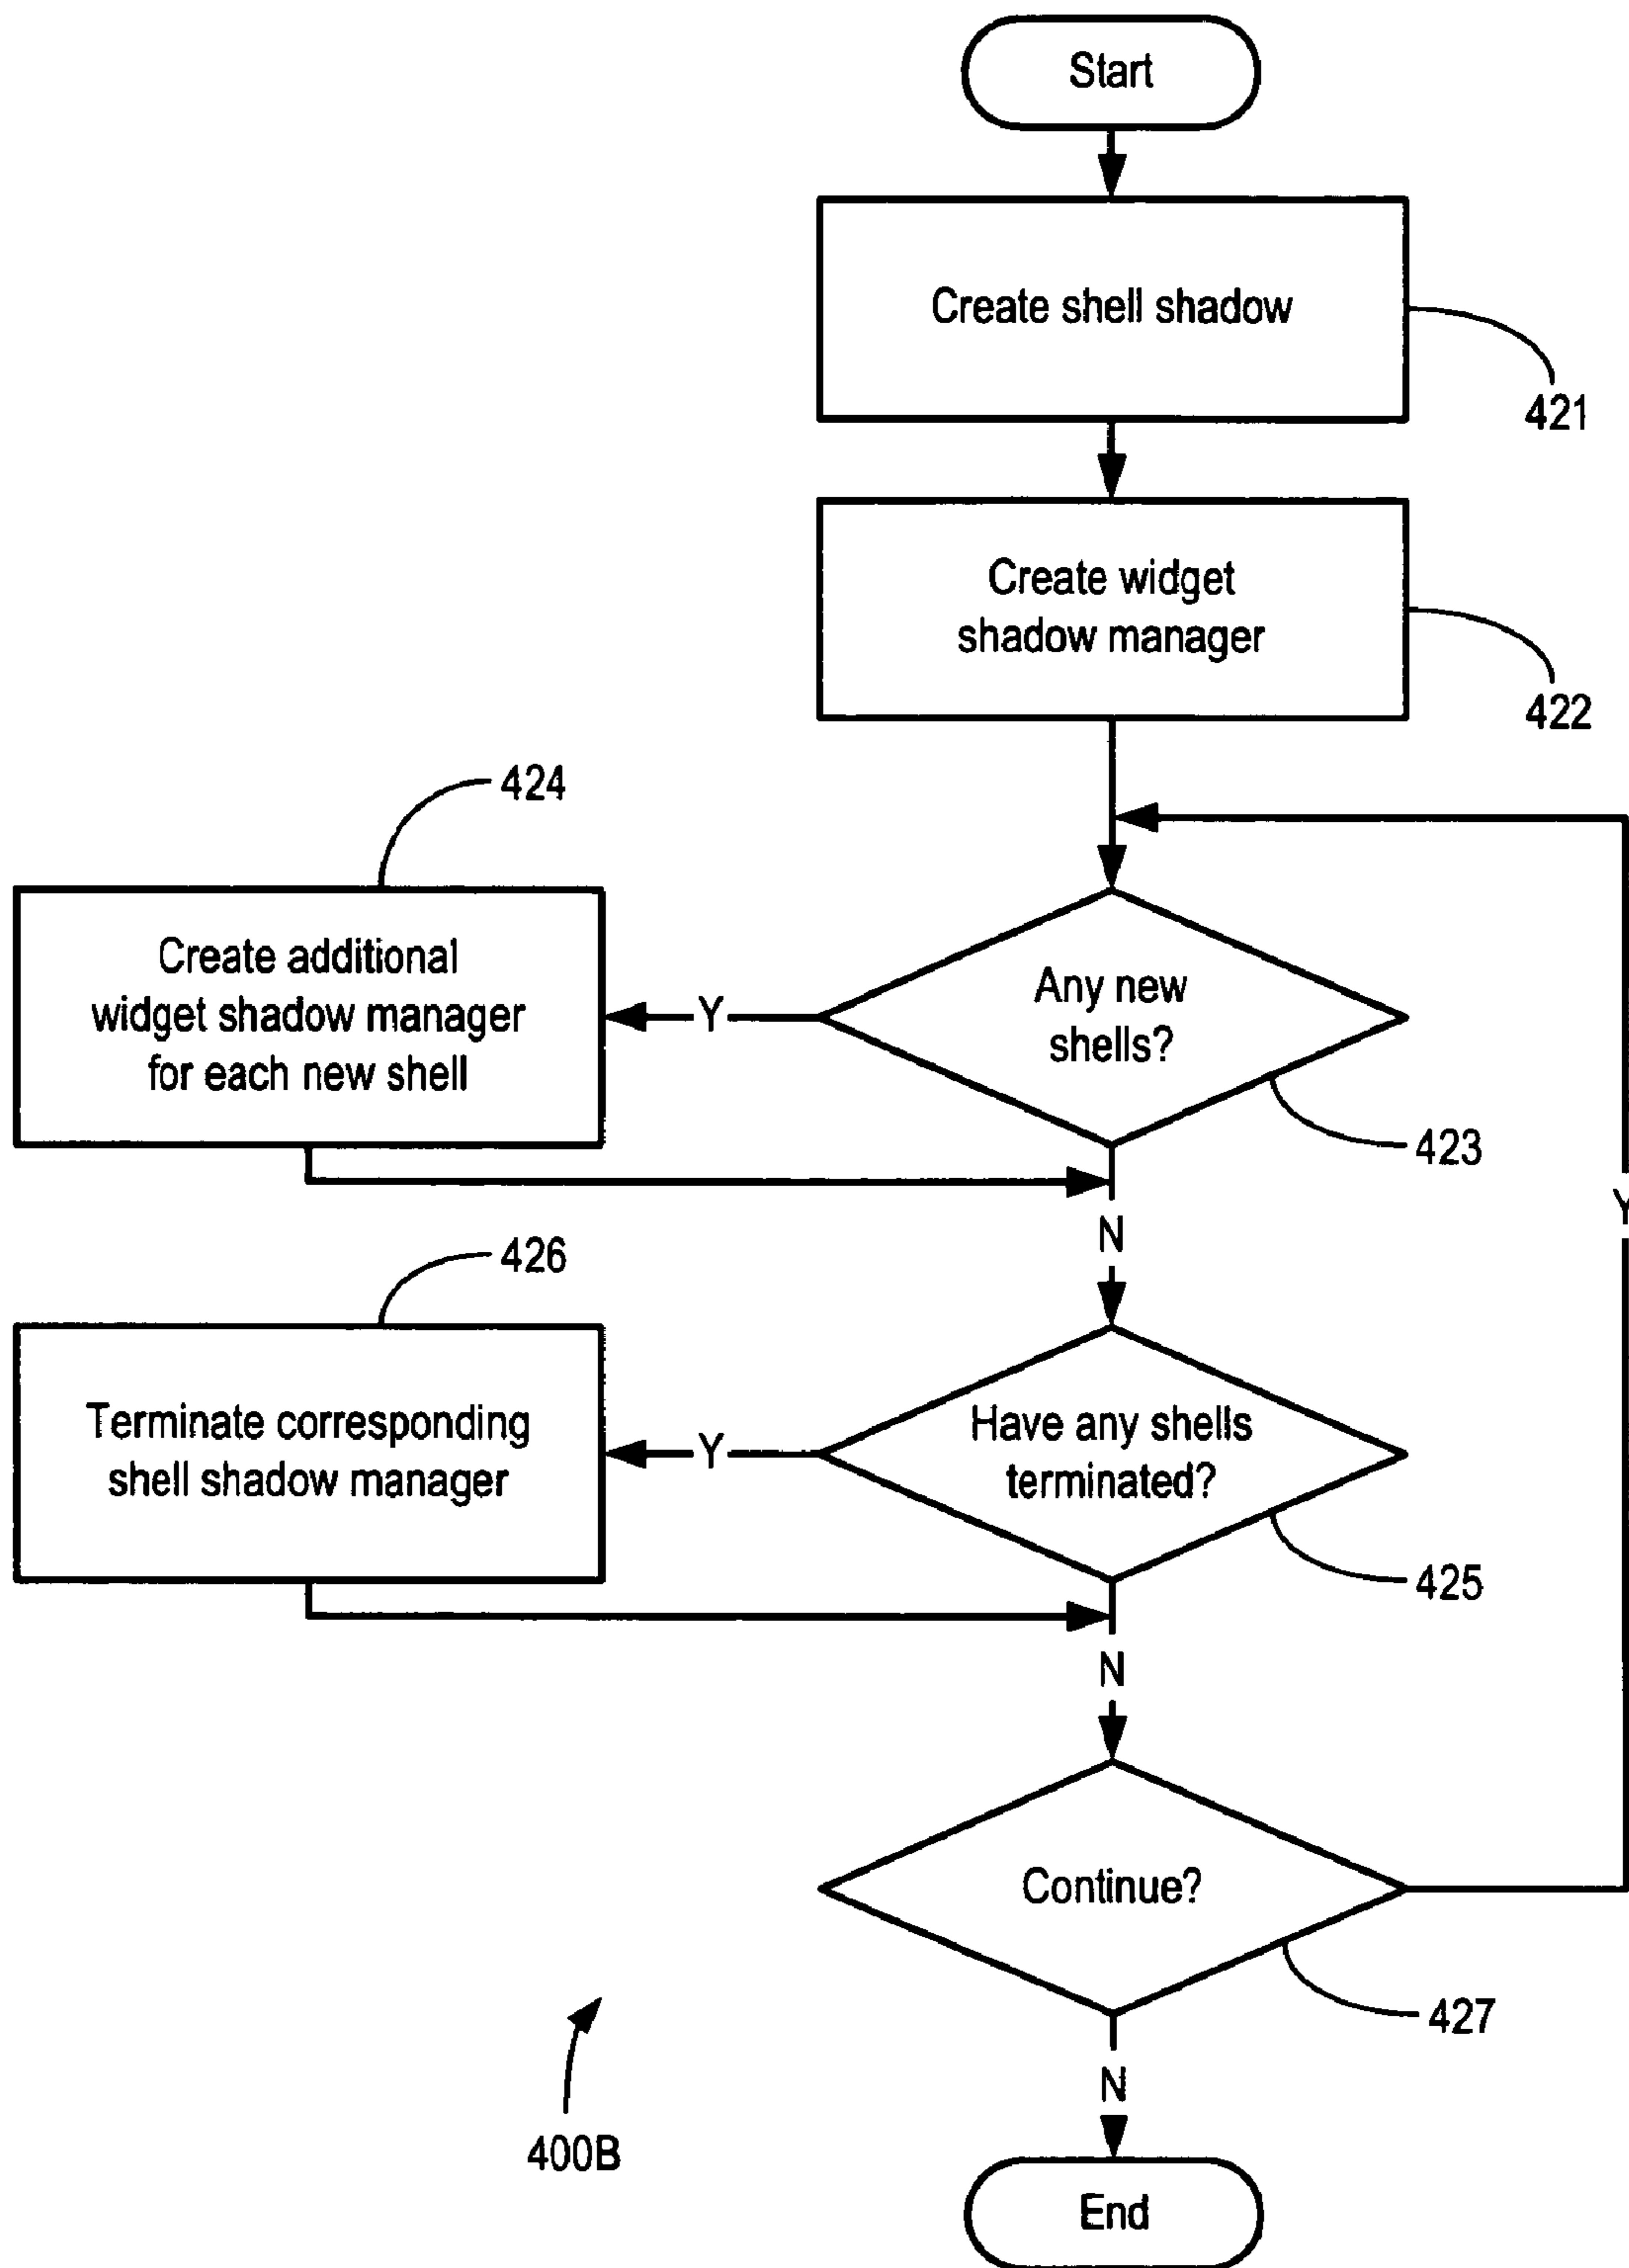 Start
Create shell shadow
421
Create widget
shadow manager
422
424
Create additional
widget shadow manager
for each new shell
Y
Any new
shells?
423
Y
N
426
Terminate corresponding
shell shadow manager
Y
Have any shells
terminated?
425
N
Continue?
427
N
400B
End